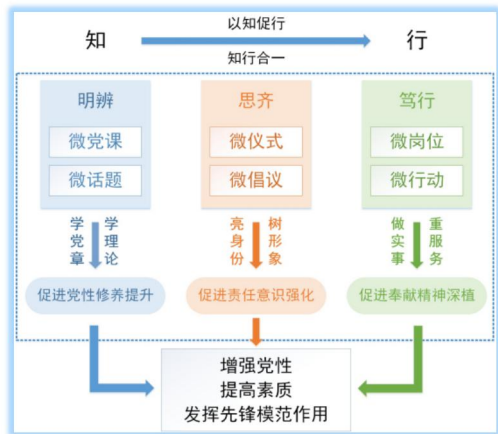 知
以知促行
知行合一
行
明辨
微党课
微话题
思齐
微仪式
微倡议
笃行
微岗位
微行动
学党章
学理论
亮身份
树形象
做实事
重服务
促进党性修养提升
促进责任意识强化
促进奉献精神深植
增强党性
提高素质
发挥先锋模范作用